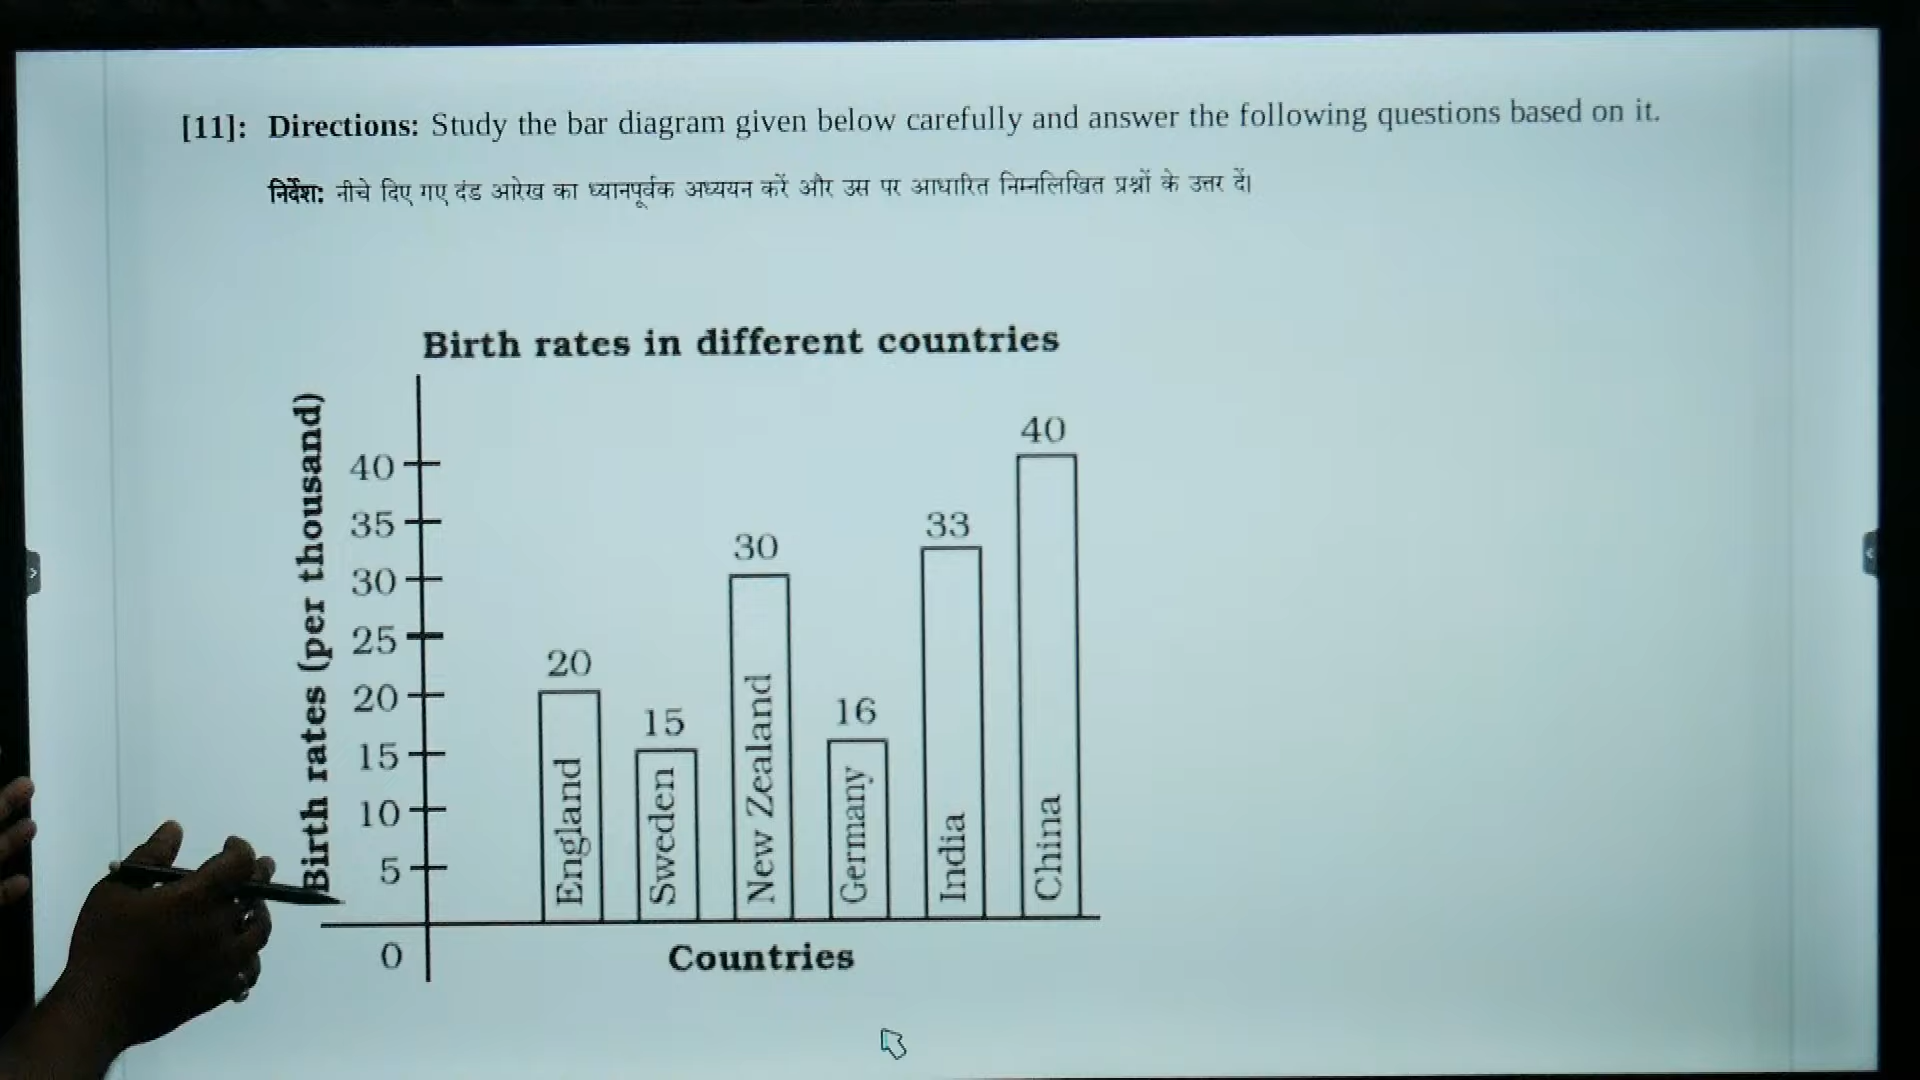 [11]: Directions: Study the bar diagram given below carefully and answer the following questions based on it.
निर्देश: नीचे दिए गए दंड आरेख का ध्यानपूर्वक अध्ययन करें और उस पर आधारित निम्नलिखित प्रश्नों के उत्तर दें।
Birth rates in different countries
Birth rates (per thousand)
40
35
30
25
20
15
10
5
0
20
15
30
16
33
40
England
Sweden
New Zealand
Germany
India
China
Countries